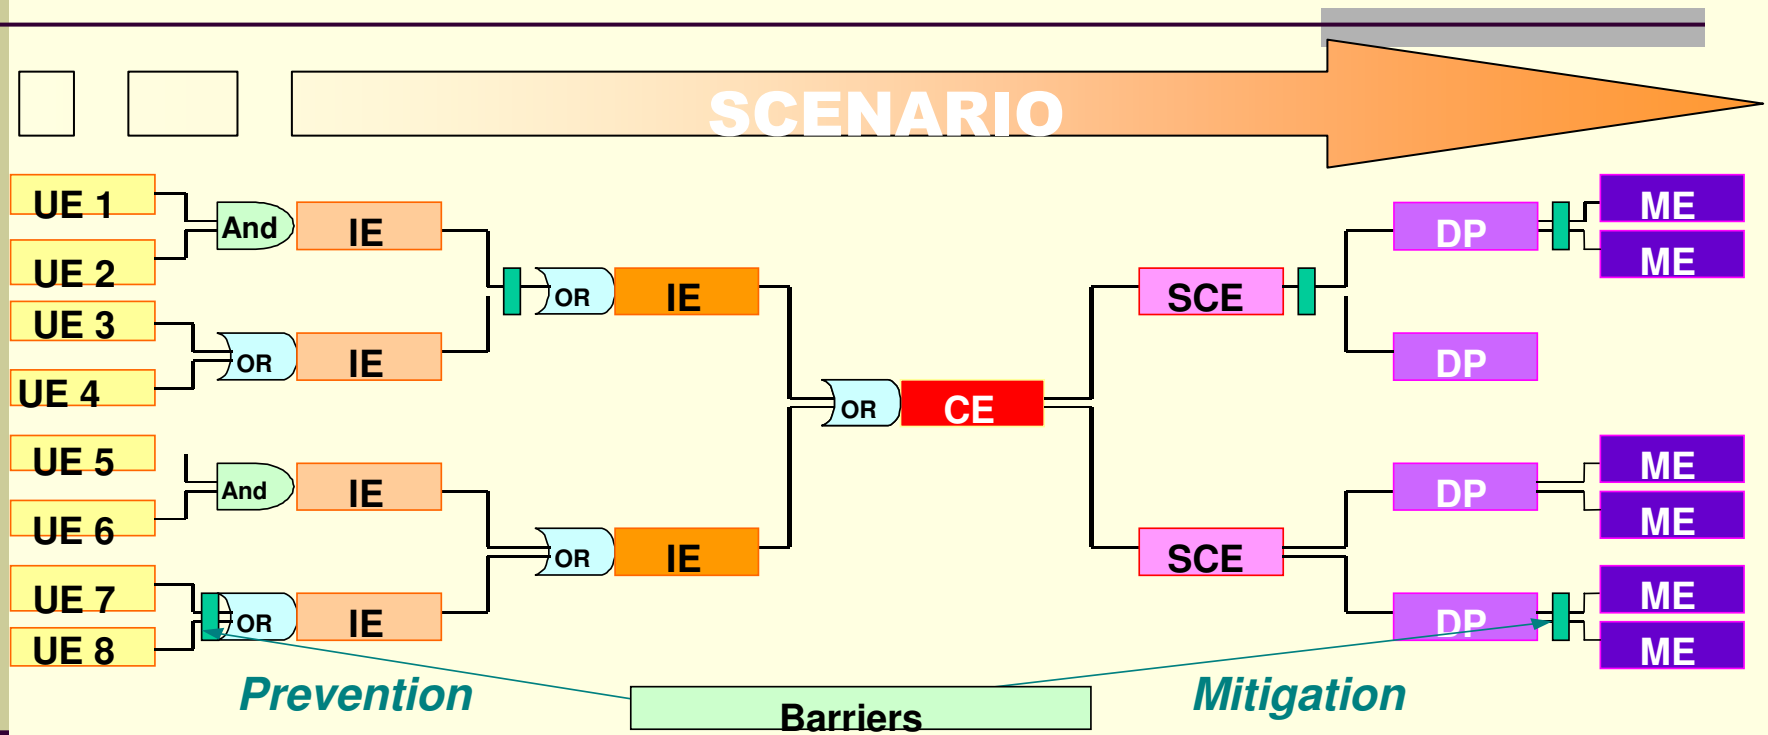 SCENARIO
UE 1
UE 2
UE 3
UE 4
UE 5
UE 6
UE 7
UE 8
And
OR
And
OR
IE
IE
IE
IE
OR
OR
IE
IE
OR
CE
SCE
SCE
DP
DP
DP
DP
ME
ME
ME
ME
ME
ME
Prevention
Barriers
Mitigation